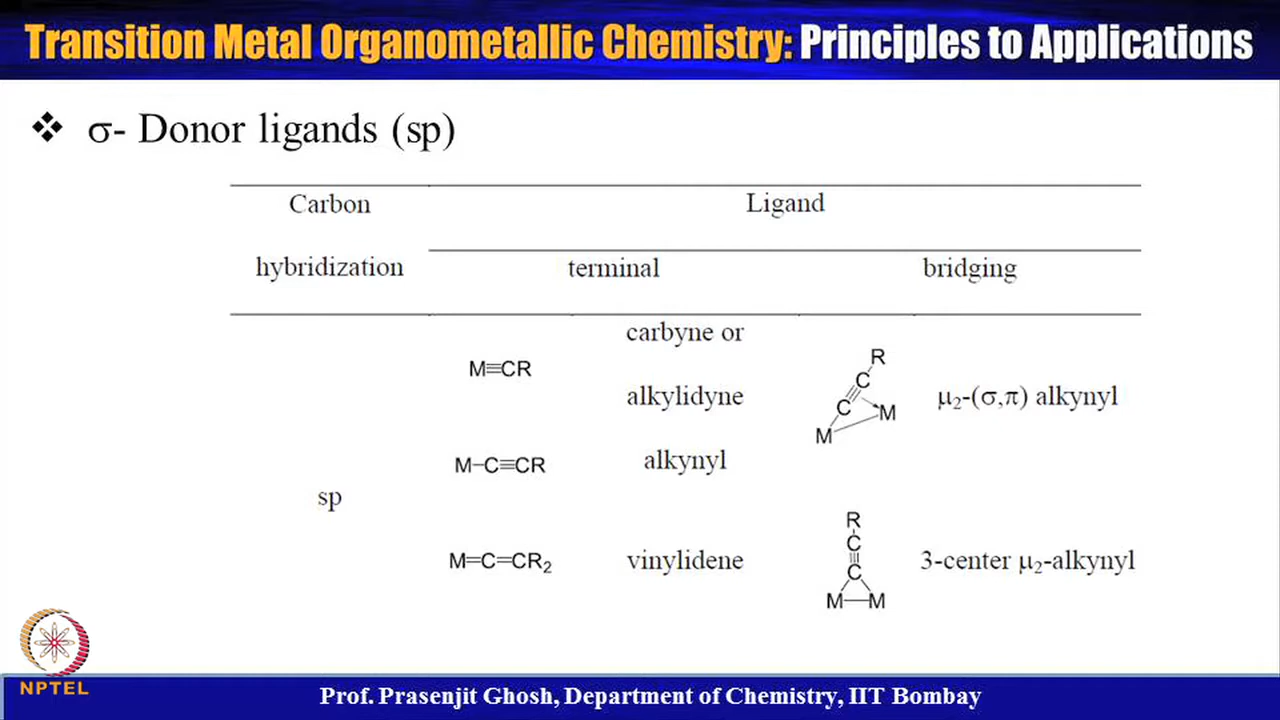 Transition Metal Organometallic Chemistry: Principles to Applications
❖ σ- Donor ligands (sp)
Carbon hybridization
Ligand
terminal
bridging
sp
M≡CR
carbyne or alkylidyne
R
C
C
M
M
μ2-(σ,π) alkynyl
M–C≡CR
alkynyl
M=C=CR2
vinylidene
R
C
C
M—M
3-center μ2-alkynyl
NPTEL
Prof. Prasenjit Ghosh, Department of Chemistry, IIT Bombay